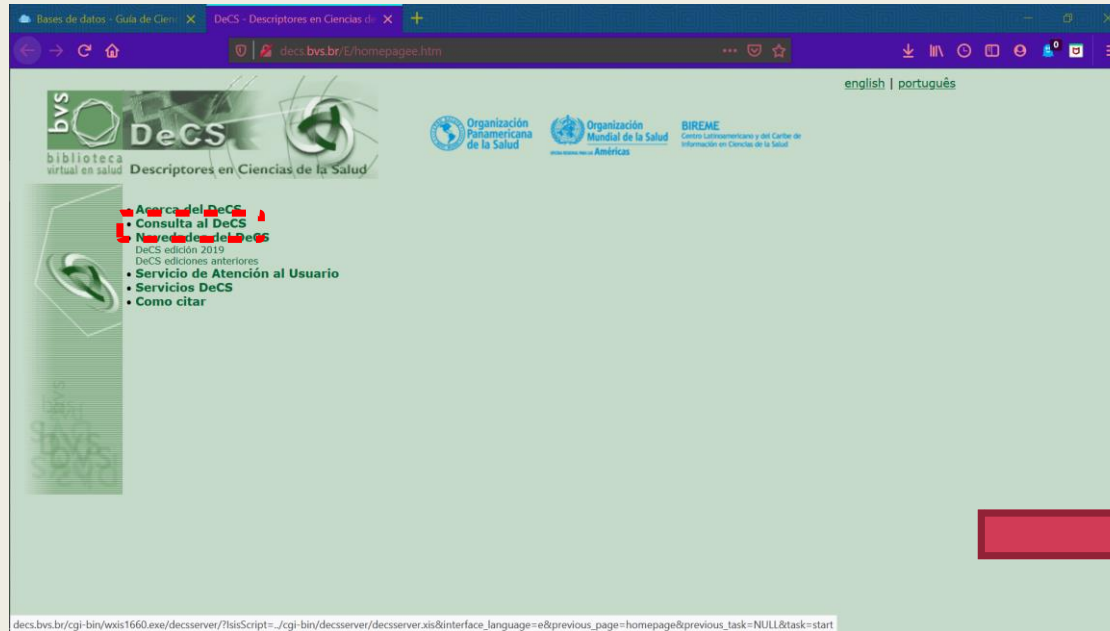 Bases de datos - Guía de Cienc
DeCS - Descriptores en Ciencias de
decs.bvs.br/E/homepagee.htm
0
english | português
bvs
biblioteca
virtual en salud
DeCS
Descriptores en Ciencias de la Salud
Organización
Panamericana
de la Salud
Organización
Mundial de la Salud
Américas
BIREME
Centro Latinoamericano y del Caribe de
Información en Ciencias de la Salud
• Acerca del DeCS
• Consulta al DeCS
• Novedades del DeCS
DeCS edición 2019
DeCS ediciones anteriores
• Servicio de Atención al Usuario
• Servicios DeCS
• Como citar
decs.bvs.br/cgi-bin/wxis1660.exe/decsserver/?IsisScript=../cgi-bin/decsserver/decsserver.xis&interface_language=e&previous_page=homepage&previous_task=NULL&task=start